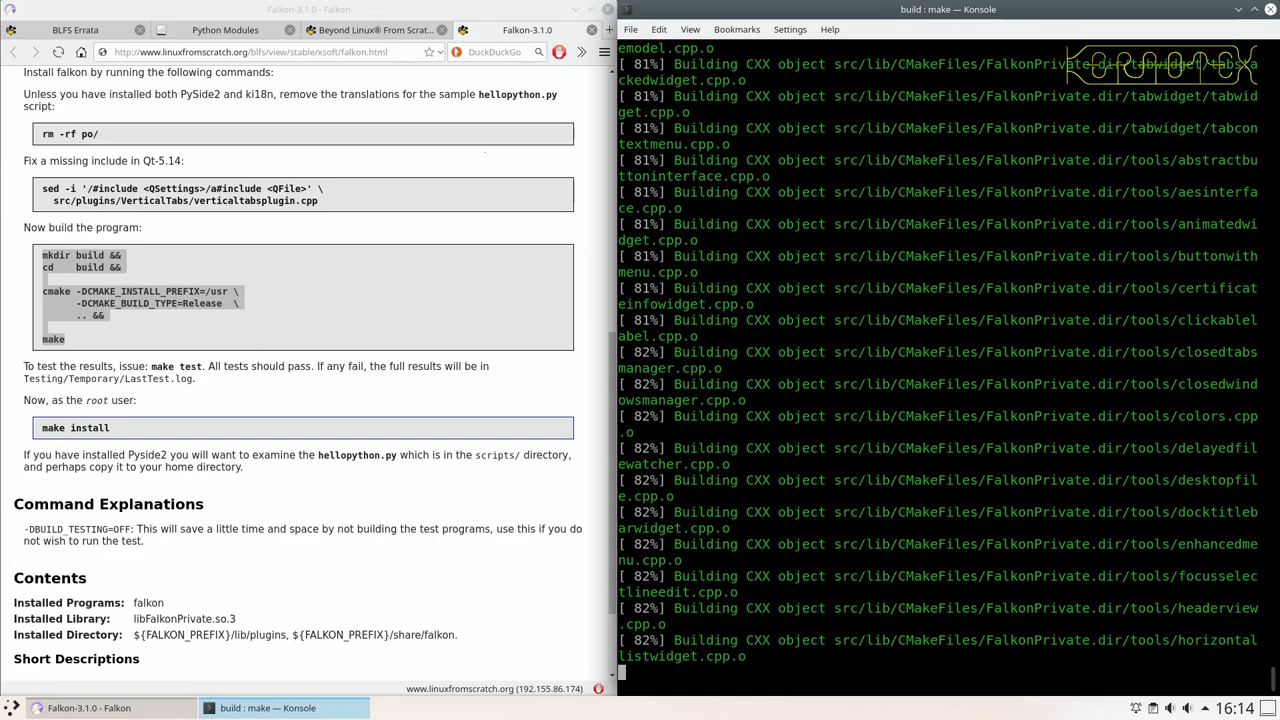 Falkon-3.1.0 - Falkon
BLFS Errata
Python Modules
Beyond Linux® From Scrat...
Falkon-3.1.0
http://www.linuxfromscratch.org/blfs/view/stable/xsoft/falkon.html
DuckDuckGo
Install falkon by running the following commands:
Unless you have installed both PySide2 and ki18n, remove the translations for the sample hellopython.py
script:
rm -rf po/
Fix a missing include in Qt-5.14:
sed -i '/#include <QSettings>/a#include <QFile>' \
src/plugins/VerticalTabs/verticaltabsplugin.cpp
Now build the program:
mkdir build &&
cd    build &&
cmake -DCMAKE_INSTALL_PREFIX=/usr \
-DCMAKE_BUILD_TYPE=Release  \
.. &&
make
To test the results, issue: make test. All tests should pass. If any fail, the full results will be in
Testing/Temporary/LastTest.log.
Now, as the root user:
make install
If you have installed Pyside2 you will want to examine the hellopython.py which is in the scripts/ directory,
and perhaps copy it to your home directory.
Command Explanations
-DBUILD_TESTING=OFF: This will save a little time and space by not building the test programs, use this if you do
not wish to run the test.
Contents
Installed Programs: falkon
Installed Library: libFalkonPrivate.so.3
Installed Directory: ${FALKON_PREFIX}/lib/plugins, ${FALKON_PREFIX}/share/falkon.
Short Descriptions
www.linuxfromscratch.org (192.155.86.174)
build : make — Konsole
File Edit View Bookmarks Settings Help
emodel.cpp.o
[ 81%] Building CXX object src/lib/CMakeFiles/FalkonPrivate.dir/tabwidget/tabsta
ckedwidget.cpp.o
[ 81%] Building CXX object src/lib/CMakeFiles/FalkonPrivate.dir/tabwidget/tabwid
get.cpp.o
[ 81%] Building CXX object src/lib/CMakeFiles/FalkonPrivate.dir/tabwidget/tabcon
textmenu.cpp.o
[ 81%] Building CXX object src/lib/CMakeFiles/FalkonPrivate.dir/tools/abstractbu
ttoninterface.cpp.o
[ 81%] Building CXX object src/lib/CMakeFiles/FalkonPrivate.dir/tools/aesinterfa
ce.cpp.o
[ 81%] Building CXX object src/lib/CMakeFiles/FalkonPrivate.dir/tools/animatedwi
dget.cpp.o
[ 81%] Building CXX object src/lib/CMakeFiles/FalkonPrivate.dir/tools/buttonwith
menu.cpp.o
[ 81%] Building CXX object src/lib/CMakeFiles/FalkonPrivate.dir/tools/certificat
einfowidget.cpp.o
[ 81%] Building CXX object src/lib/CMakeFiles/FalkonPrivate.dir/tools/clickablel
abel.cpp.o
[ 82%] Building CXX object src/lib/CMakeFiles/FalkonPrivate.dir/tools/closedtabs
manager.cpp.o
[ 82%] Building CXX object src/lib/CMakeFiles/FalkonPrivate.dir/tools/closedwind
owsmanager.cpp.o
[ 82%] Building CXX object src/lib/CMakeFiles/FalkonPrivate.dir/tools/colors.cpp
.o
[ 82%] Building CXX object src/lib/CMakeFiles/FalkonPrivate.dir/tools/delayedfil
ewatcher.cpp.o
[ 82%] Building CXX object src/lib/CMakeFiles/FalkonPrivate.dir/tools/desktopfil
e.cpp.o
[ 82%] Building CXX object src/lib/CMakeFiles/FalkonPrivate.dir/tools/docktitleb
arwidget.cpp.o
[ 82%] Building CXX object src/lib/CMakeFiles/FalkonPrivate.dir/tools/enhancedme
nu.cpp.o
[ 82%] Building CXX object src/lib/CMakeFiles/FalkonPrivate.dir/tools/focusselec
tlineedit.cpp.o
[ 82%] Building CXX object src/lib/CMakeFiles/FalkonPrivate.dir/tools/headerview
.cpp.o
[ 82%] Building CXX object src/lib/CMakeFiles/FalkonPrivate.dir/tools/horizontal
listwidget.cpp.o
Falkon-3.1.0 - Falkon
build : make — Konsole
16:14